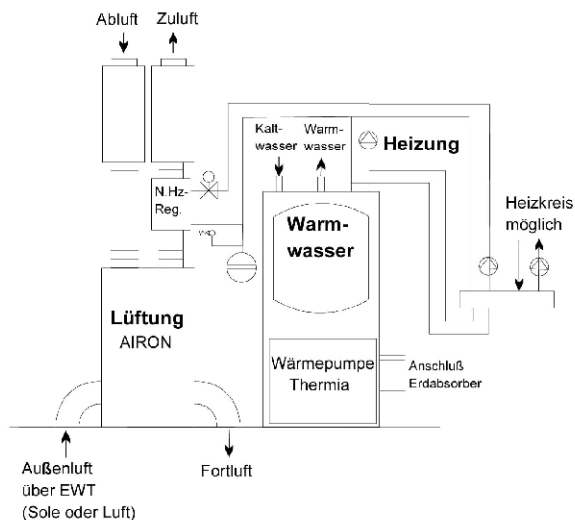 Abluft
Zuluft
Kalt-
wasser
Warm-
wasser
Heizung
N.Hz-
Reg.
Heizkreis
möglich
Warm-
wasser
Lüftung
AIRON
Wärmepumpe
Thermia
Anschluß
Erdabsorber
Außenluft
über EWT
(Sole oder Luft)
Fortluft